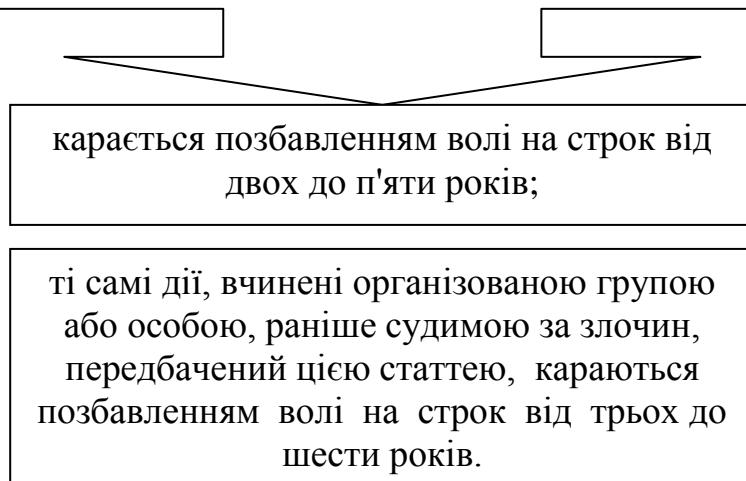 карається позбавленням волі на строк від
двох до п'яти років;
ті самі дії, вчинені організованою групою
або особою, раніше судимою за злочин,
передбачений цією статтею, караються
позбавленням волі на строк від трьох до
шести років.